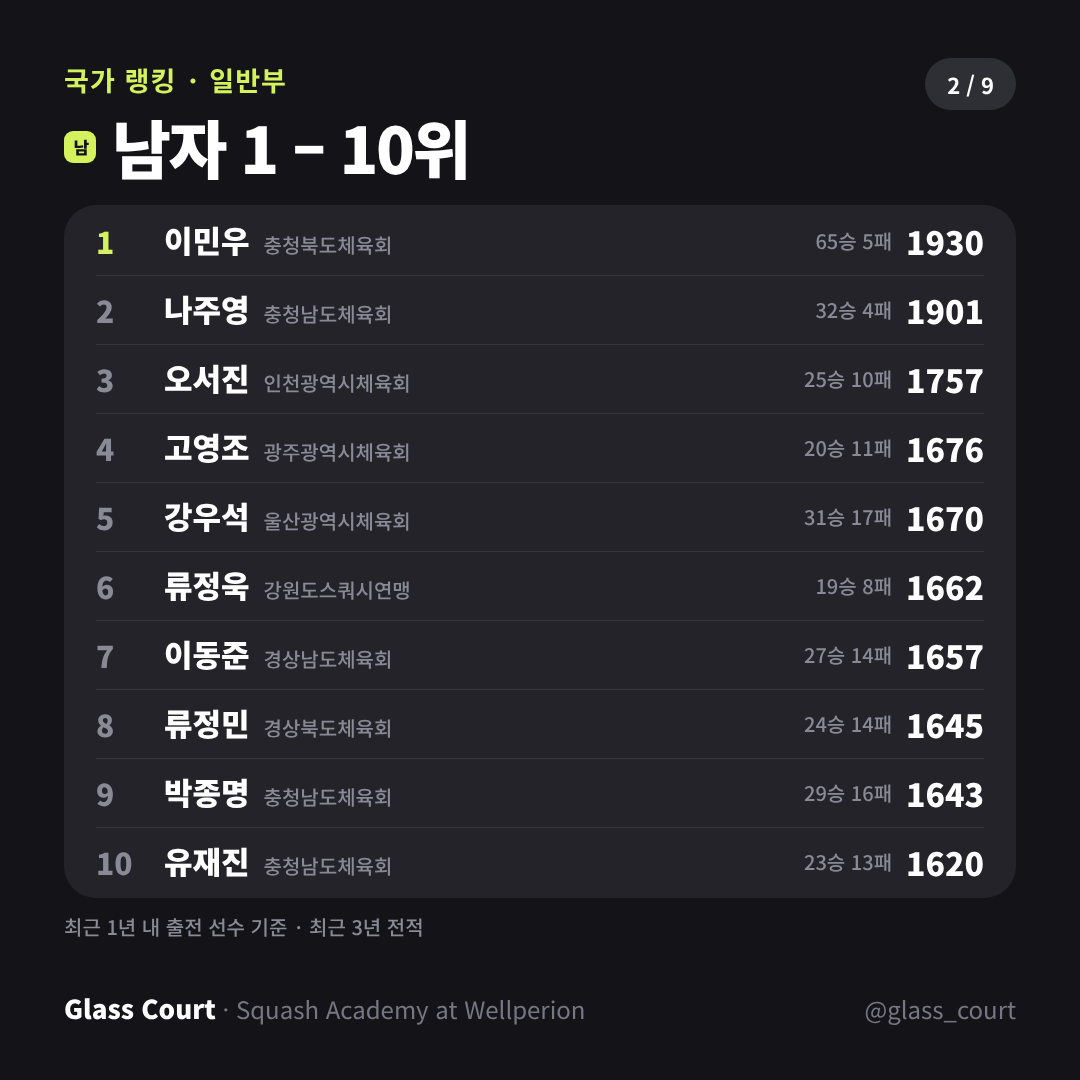 국가 랭킹 · 일반부
2 / 9
남 남자 1 – 10위
1 이민우 충청북도체육회 65승 5패 1930
2 나주영 충청남도체육회 32승 4패 1901
3 오서진 인천광역시체육회 25승 10패 1757
4 고영조 광주광역시체육회 20승 11패 1676
5 강우석 울산광역시체육회 31승 17패 1670
6 류정욱 강원도스쿼시연맹 19승 8패 1662
7 이동준 경상남도체육회 27승 14패 1657
8 류정민 경상북도체육회 24승 14패 1645
9 박종명 충청남도체육회 29승 16패 1643
10 유재진 충청남도체육회 23승 13패 1620
최근 1년 내 출전 선수 기준 · 최근 3년 전적
Glass Court · Squash Academy at Wellperion
@glass_court